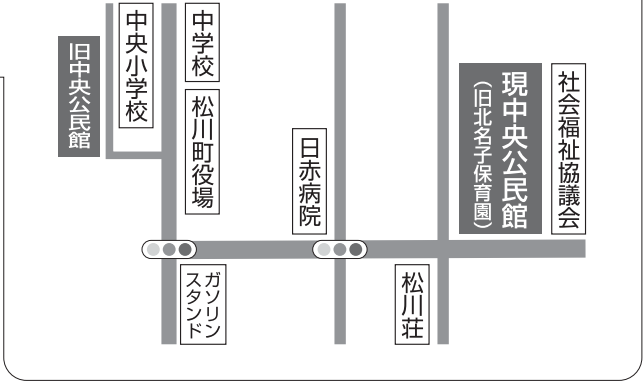 旧中央公民館
中央小学校
中学校
松川町役場
日赤病院
現中央公民館
（旧北名子保育園）
社会福祉協議会
ガソリン
スタンド
松川荘